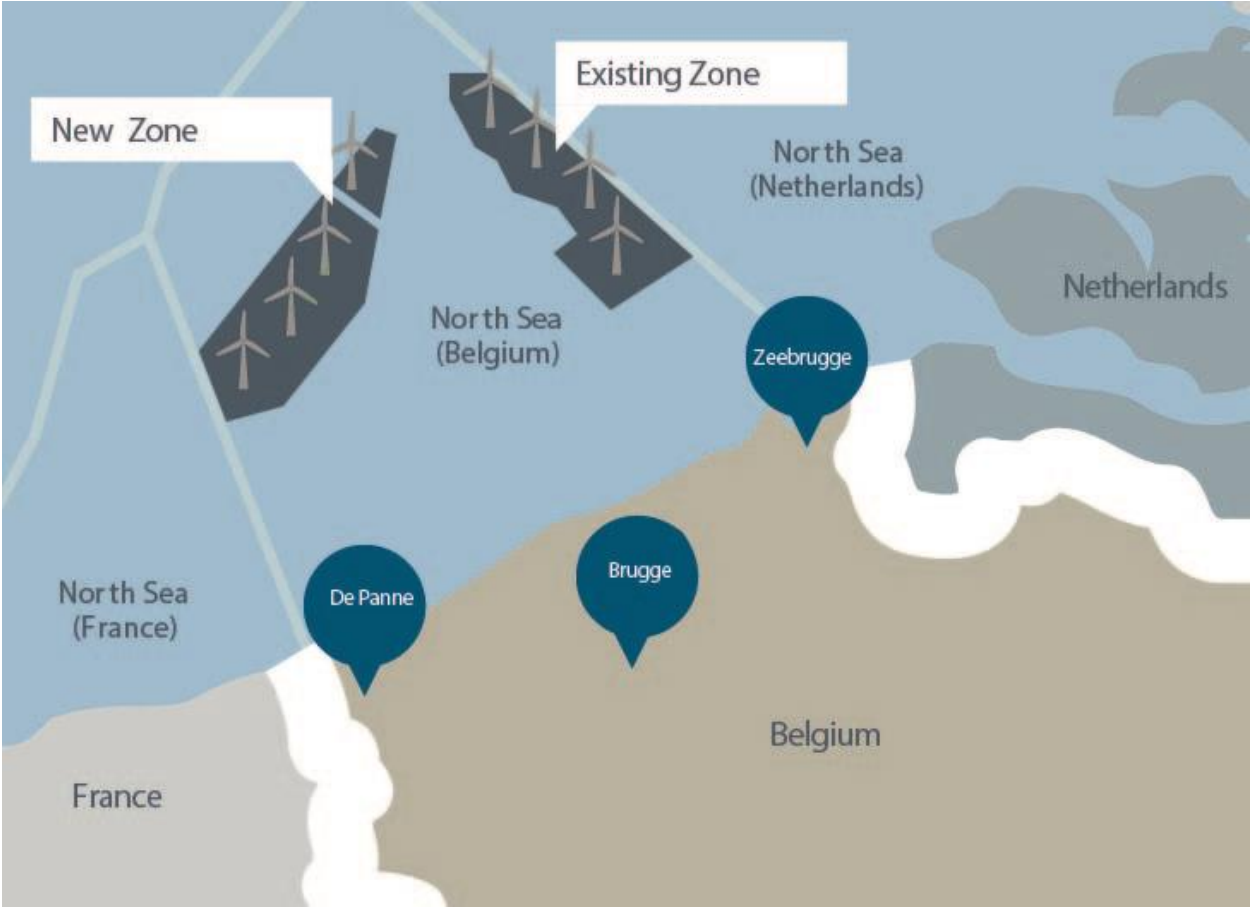 Existing Zone
New Zone
North Sea
(Netherlands)
Netherlands
North Sea
(Belgium)
Zeebrugge
Brugge
De Panne
North Sea
(France)
Belgium
France